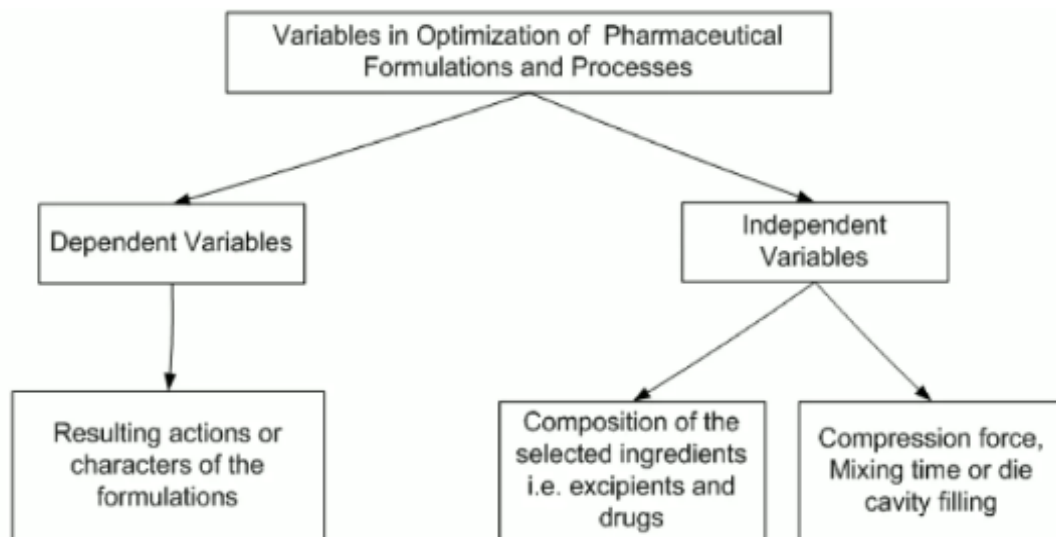 Variables in Optimization of Pharmaceutical
Formulations and Processes
Dependent Variables
Independent
Variables
Resulting actions or
characters of the
formulations
Composition of the
selected ingredients
i.e. excipients and
drugs
Compression force,
Mixing time or die
cavity filling